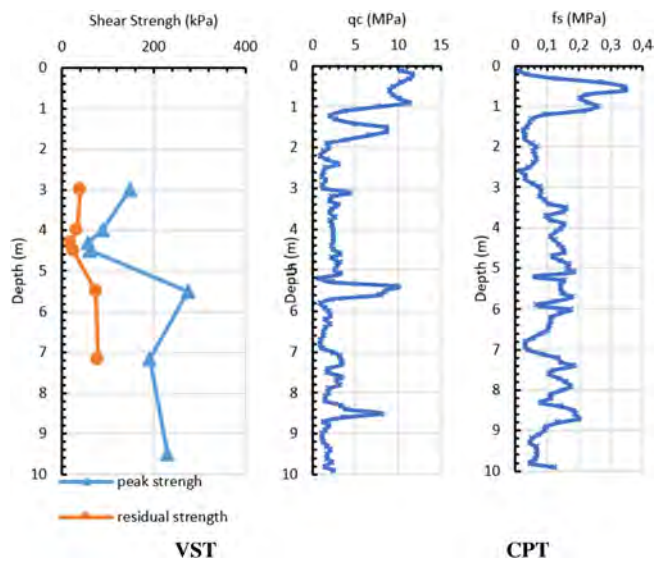 Shear Strengh (kPa)
0 200 400
0
1
2
3
4
5
6
7
8
9
10
Depth (m)
peak strengh
residual strength
VST
qc (MPa)
0 5 10 15
0
1
2
3
4
5
6
7
8
9
10
Depth (m)
fs (MPa)
0 0,1 0,2 0,3 0,4
0
1
2
3
4
5
6
7
8
9
10
Depth (m)
CPT